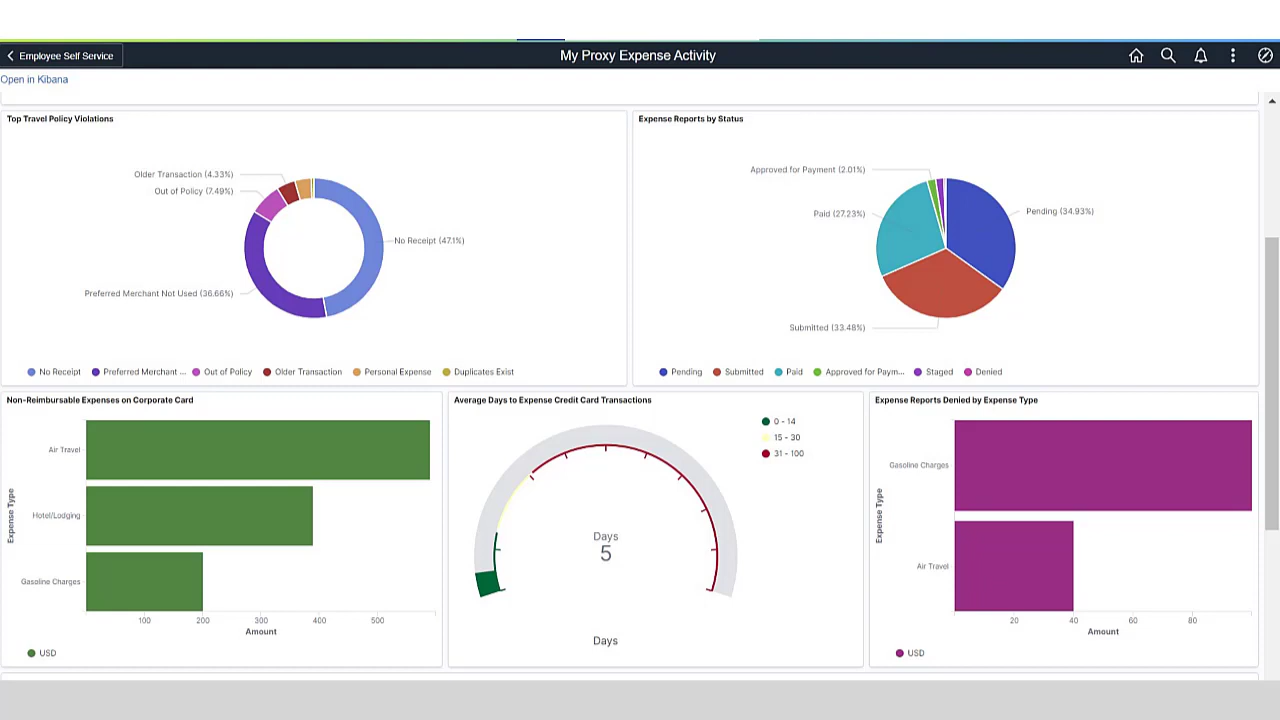 Employee Self Service
My Proxy Expense Activity
Open in Kibana
Top Travel Policy Violations
Older Transaction (4.33%)
Out of Policy (7.49%)
No Receipt (47.1%)
Preferred Merchant Not Used (36.66%)
No Receipt Preferred Merchant ... Out of Policy Older Transaction Personal Expense Duplicates Exist
Expense Reports by Status
Approved for Payment (2.01%)
Pending (34.93%)
Paid (27.23%)
Submitted (33.48%)
Pending Submitted Paid Approved for Paym... Staged Denied
Non-Reimbursable Expenses on Corporate Card
Expense Type
Air Travel
Hotel/Lodging
Gasoline Charges
100 200 300 400 500
Amount
USD
Average Days to Expense Credit Card Transactions
0 - 14
15 - 30
31 - 100
Days
5
Days
Expense Reports Denied by Expense Type
Expense Type
Gasoline Charges
Air Travel
20 40 60 80
Amount
USD